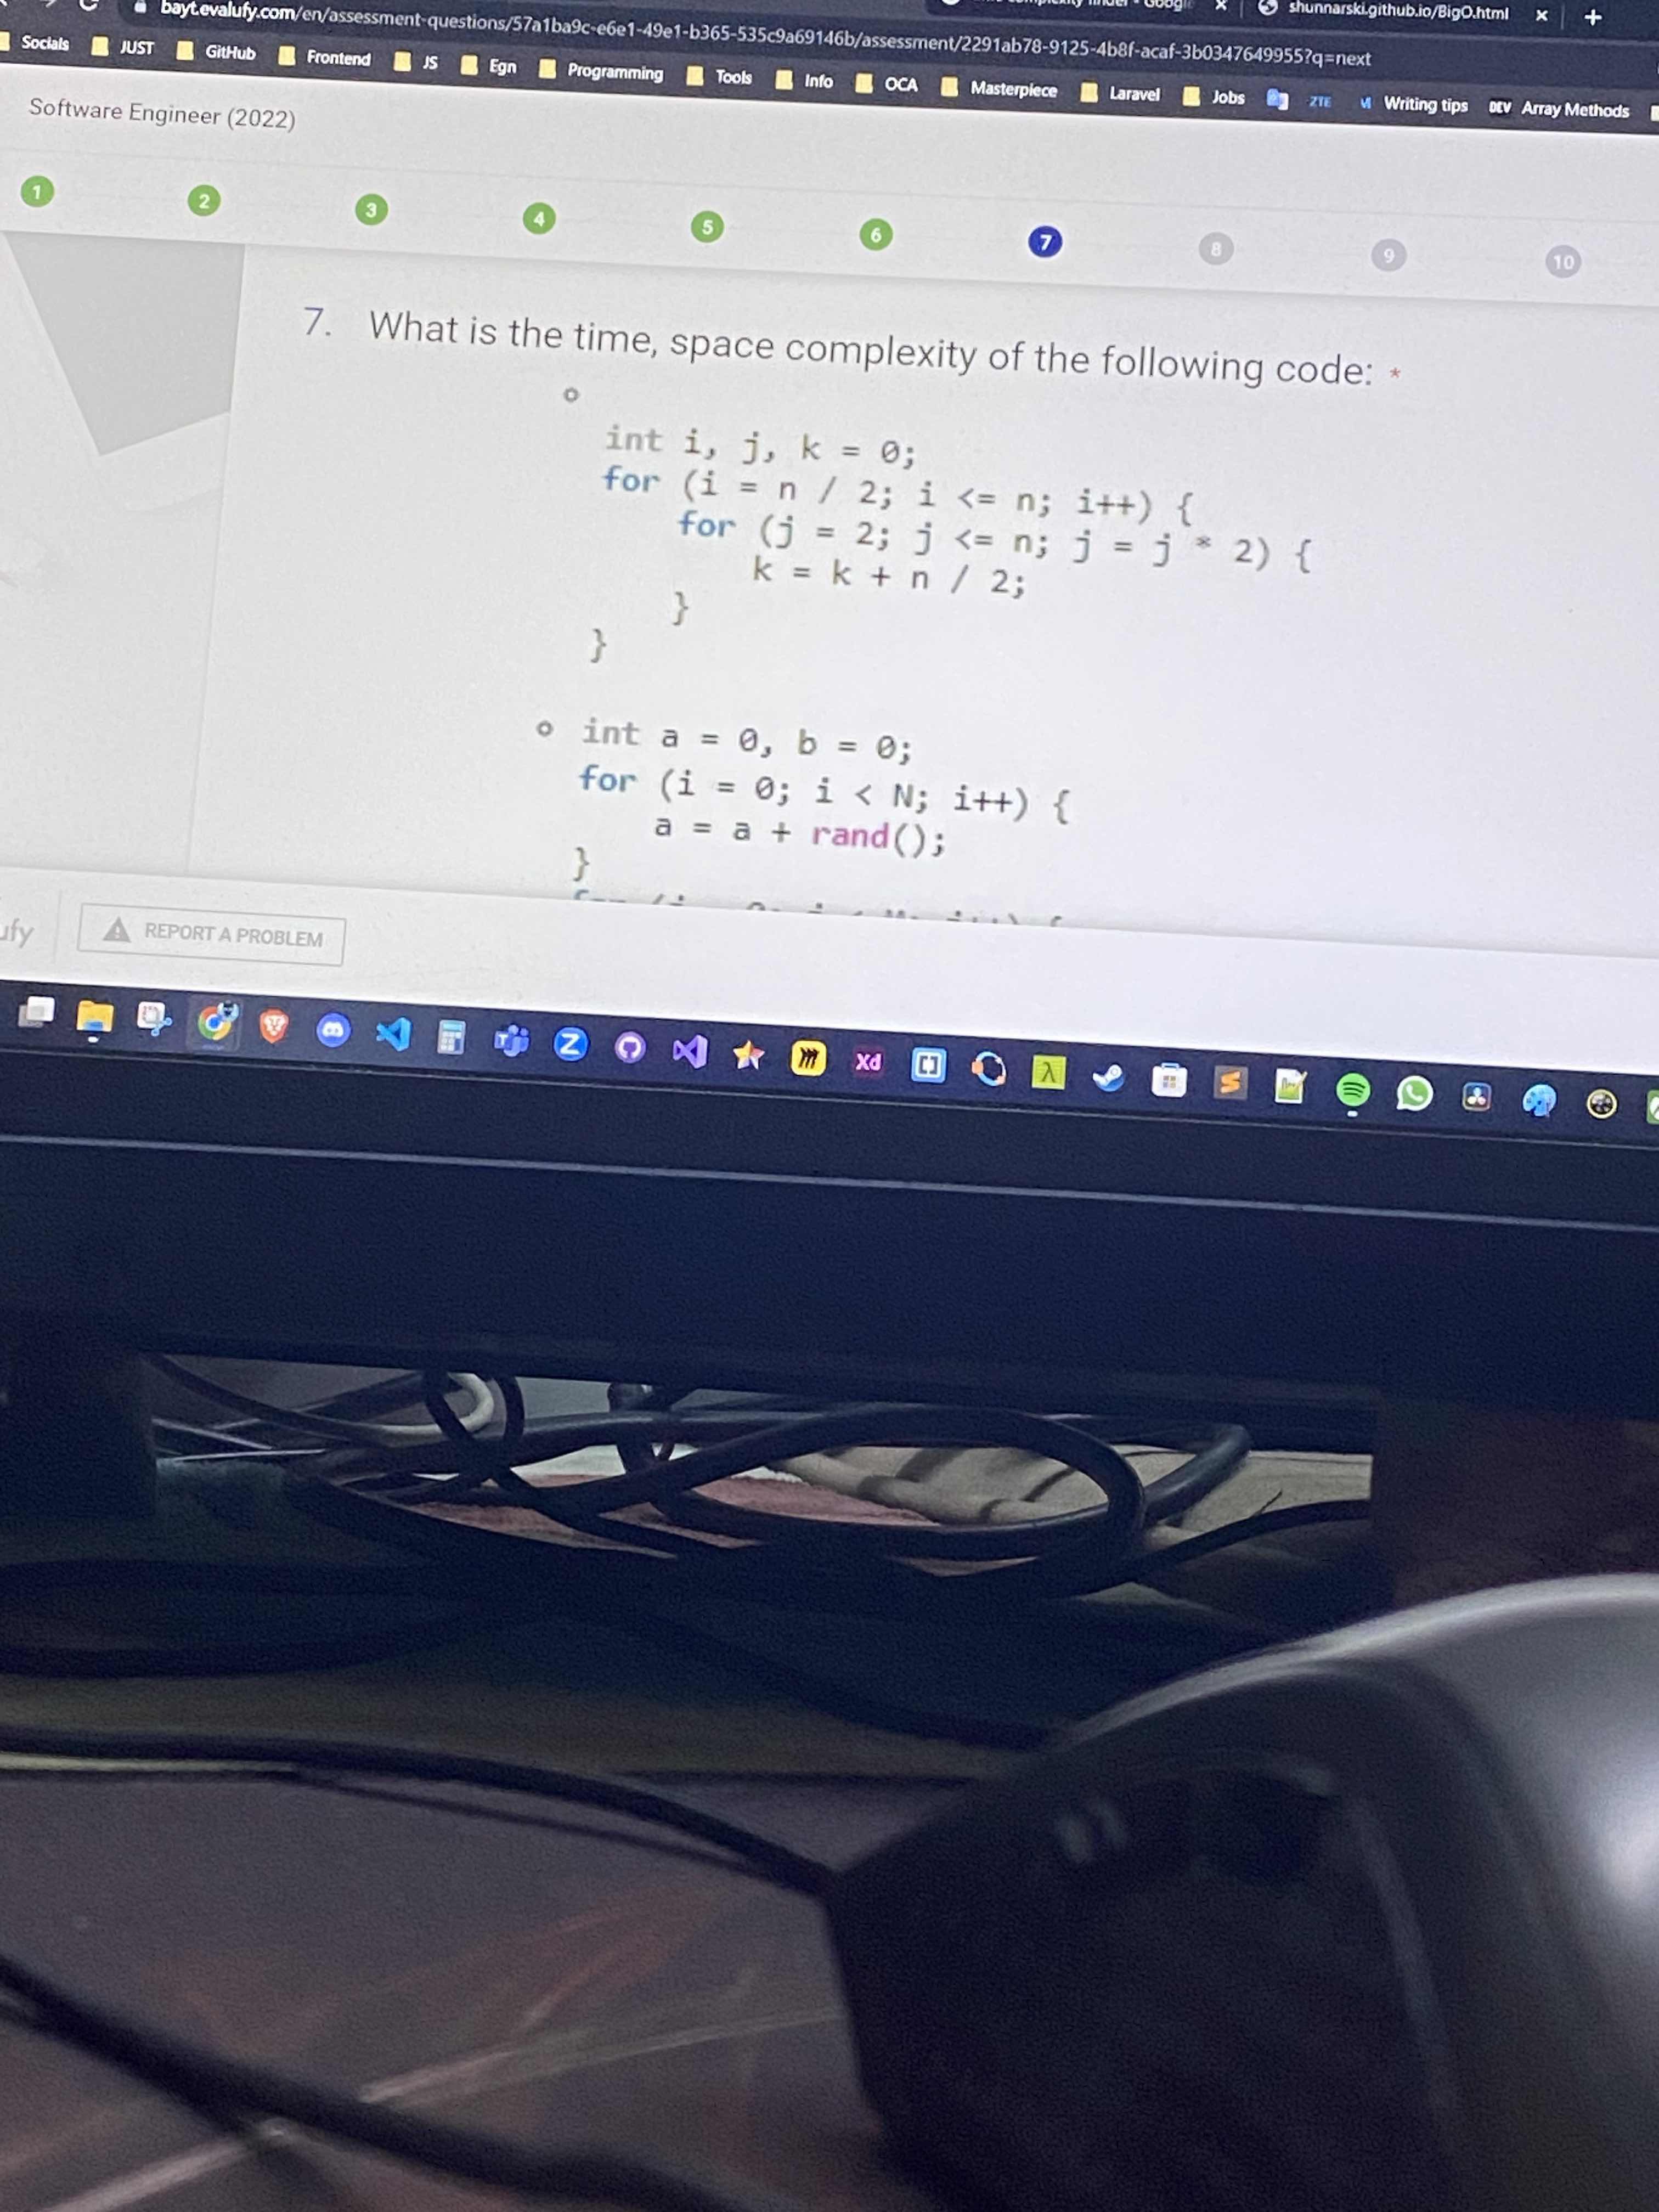 shunnarski.github.io/BigO.html
bayt.evalufy.com/en/assessment-questions/57a1ba9c-e6e1-49e1-b365-535c9a69146b/assessment/2291ab78-9125-4b8f-acaf-3b0347649955?q=next
Socials JUST GitHub Frontend JS Egn Programming Tools Info OCA Masterpiece Laravel Jobs ZTE Writing tips DEV Array Methods
Software Engineer (2022)
1 2 3 4 5 6 7 8 9 10
7. What is the time, space complexity of the following code: *
int i, j, k = 0;
for (i = n / 2; i <= n; i++) {
for (j = 2; j <= n; j = j * 2) {
k = k + n / 2;
}
}
int a = 0, b = 0;
for (i = 0; i < N; i++) {
a = a + rand();
}
ufy
REPORT A PROBLEM
Z
Xd
λ